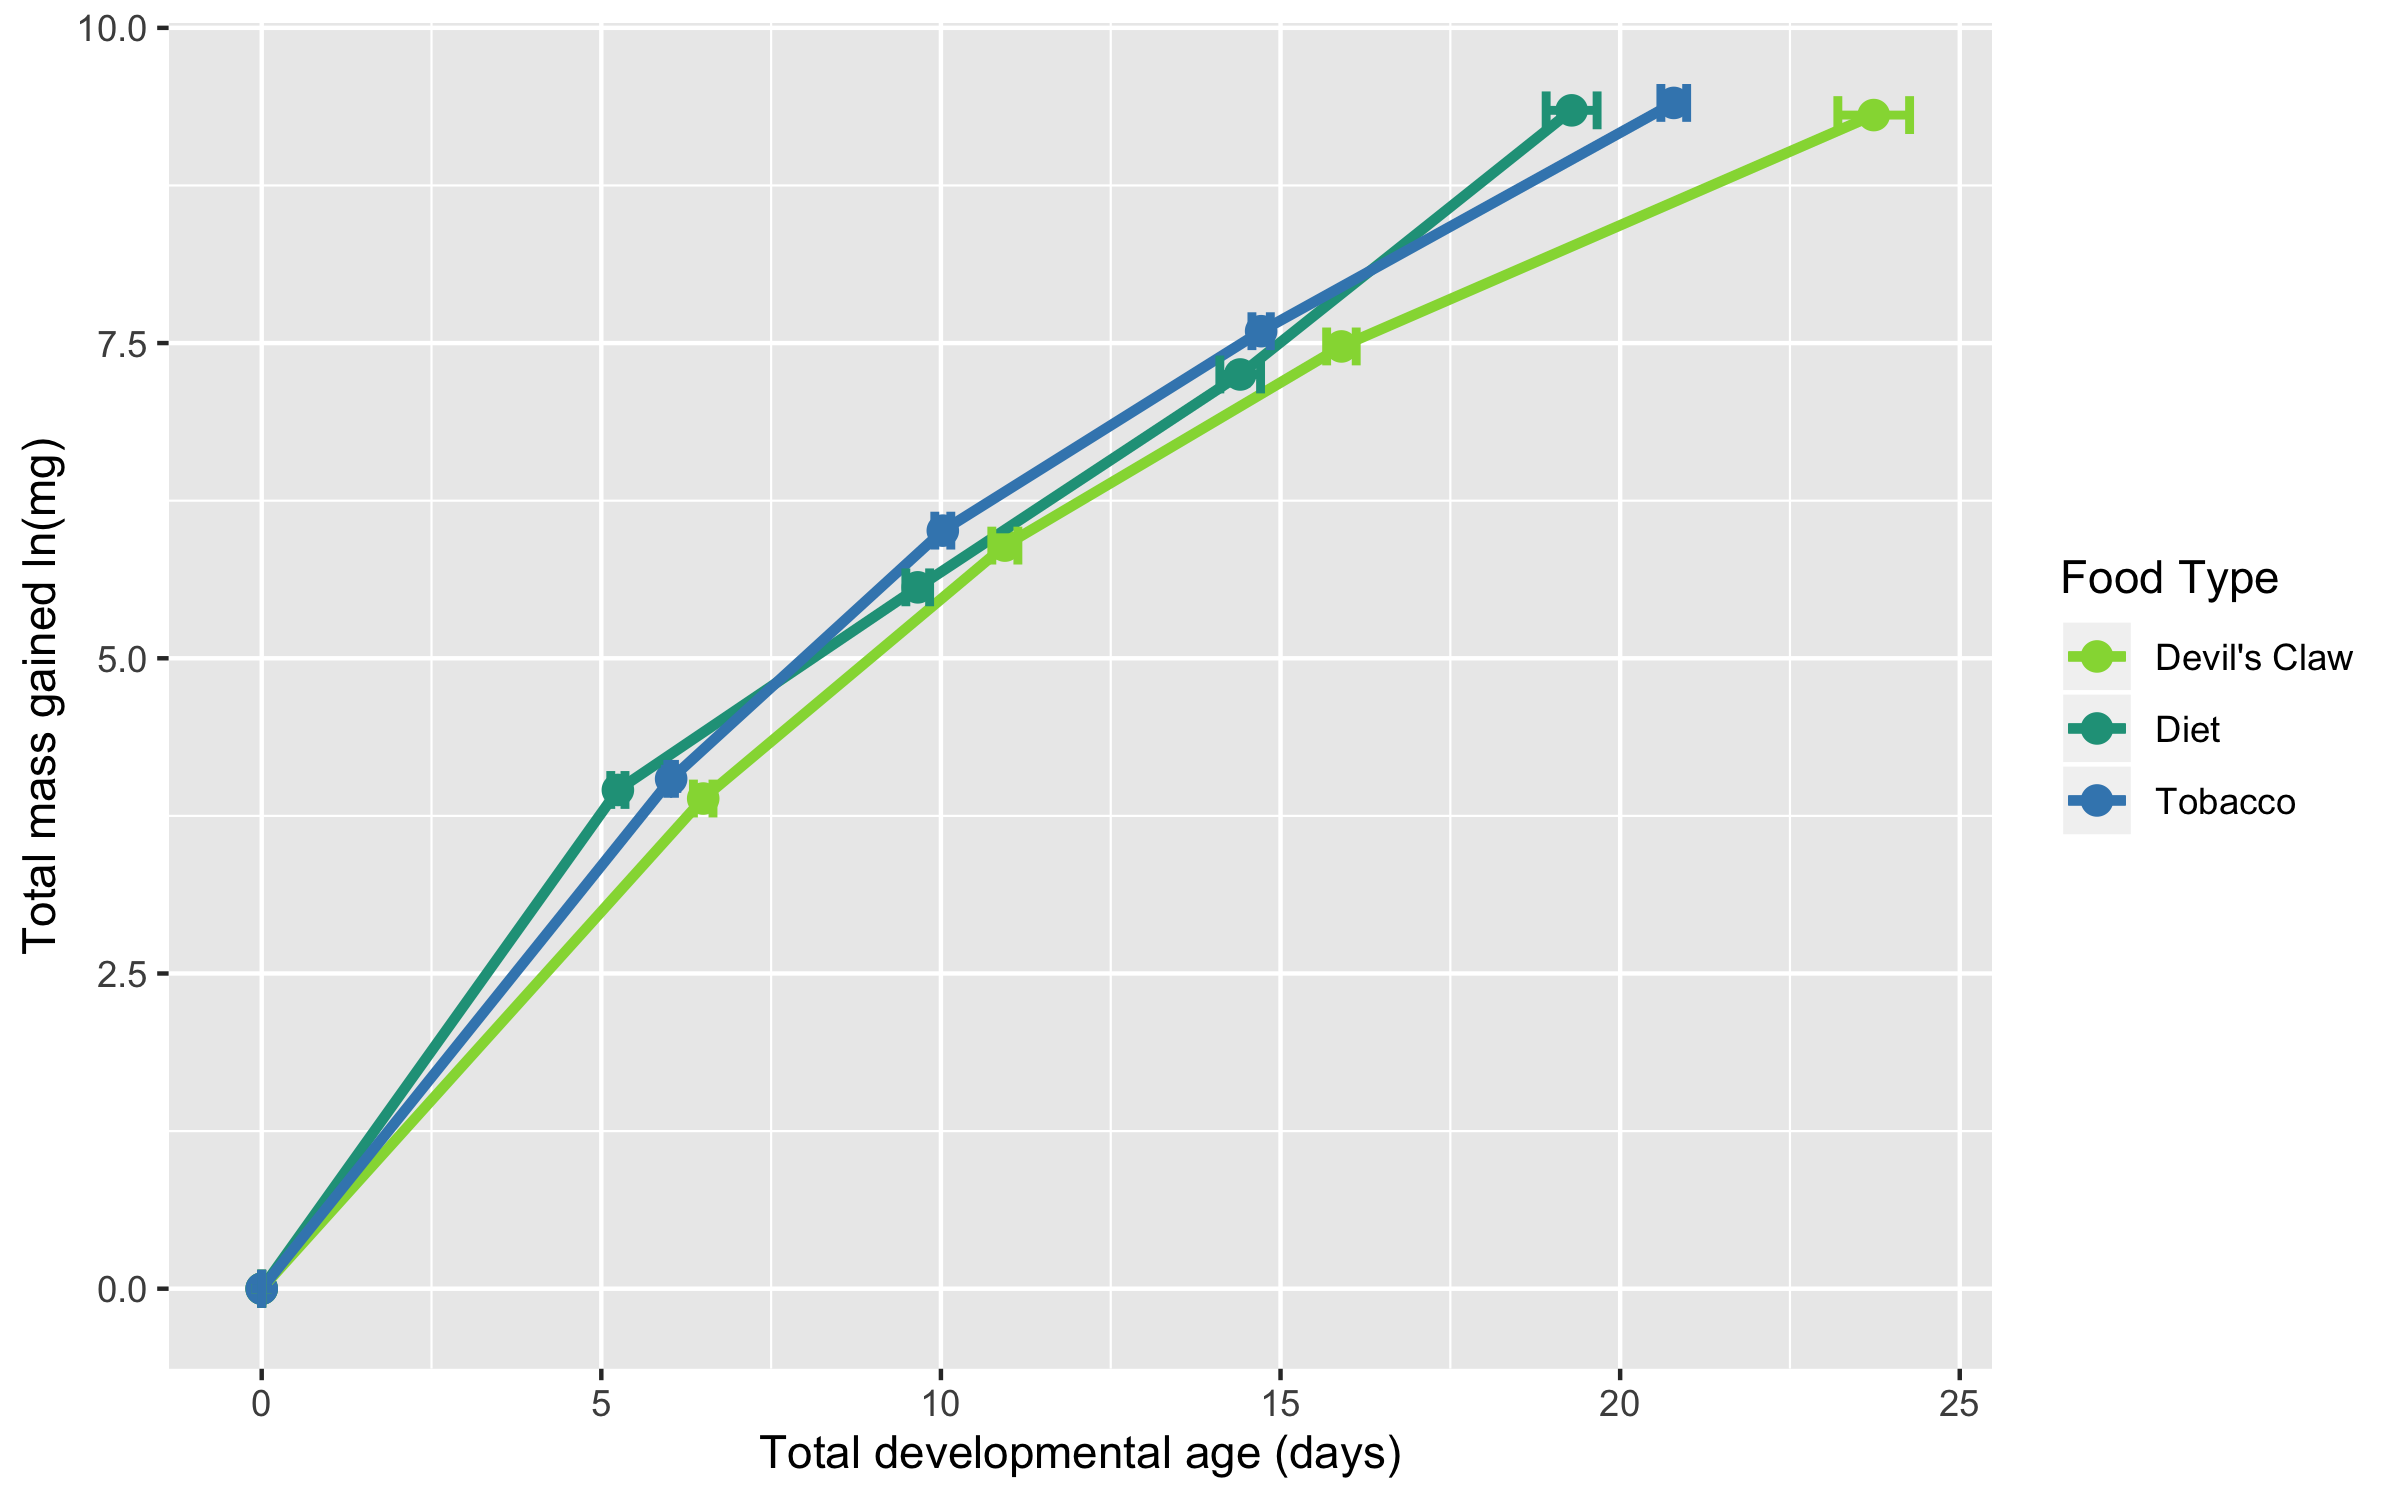 Total mass gained ln(mg)
10.0
7.5
5.0
2.5
0.0
0 5 10 15 20 25
Total developmental age (days)
Food Type
Devil's Claw
Diet
Tobacco